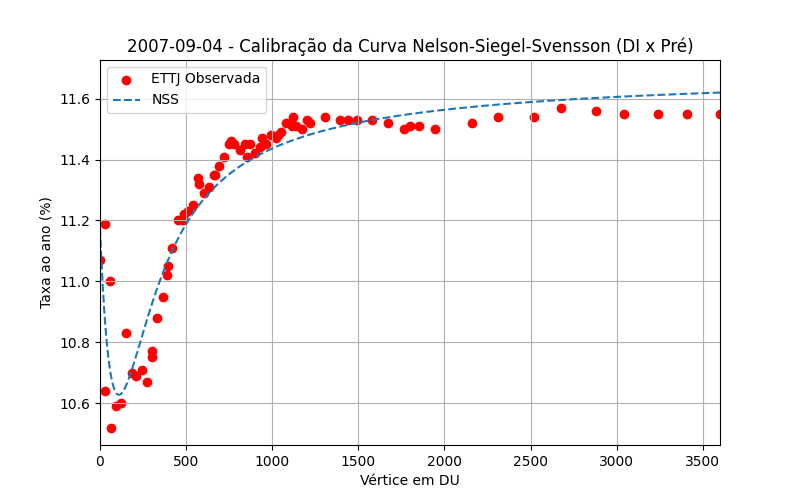 2007-09-04 - Calibração da Curva Nelson-Siegel-Svensson (DI x Pré)
ETTJ Observada
NSS
Taxa ao ano (%)
11.6
11.4
11.2
11.0
10.8
10.6
0 500 1000 1500 2000 2500 3000 3500
Vértice em DU